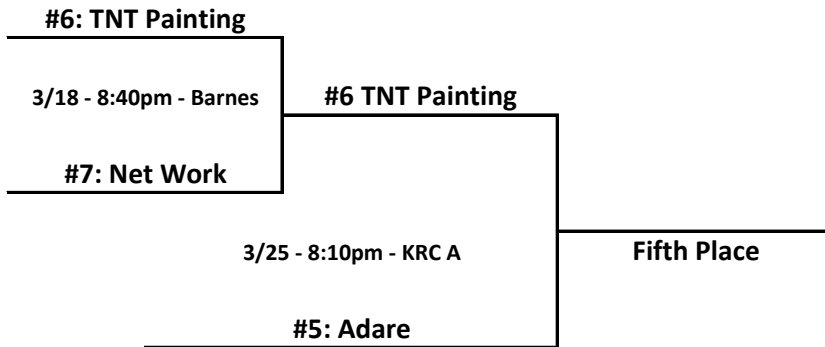 #6: TNT Painting
3/18 - 8:40pm - Barnes
#6 TNT Painting
#7: Net Work
3/25 - 8:10pm - KRC A
Fifth Place
#5: Adare